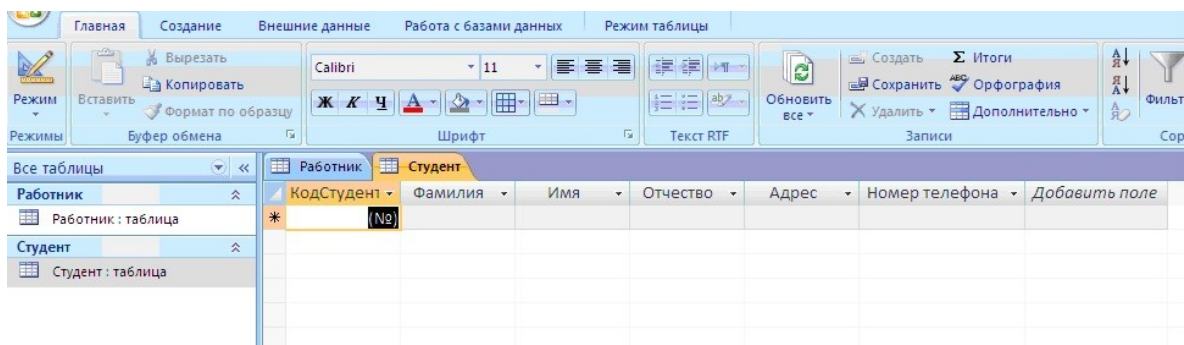 Главная Создание Внешние данные Работа с базами данных Режим таблицы
Вырезать
Копировать
Формат по образцу
Вставить
Режим
Режимы
Буфер обмена
Calibri 11
Ж К Ч
Шрифт
Текст RTF
Обновить
все
Создать Σ Итоги
Сохранить Орфография
Удалить Дополнительно
Записи
Фильт
Сор
Все таблицы
Работник
Работник : таблица
Студент
Студент : таблица
Работник Студент
КодСтудент Фамилия Имя Отчество Адрес Номер телефона Добавить поле
(№)